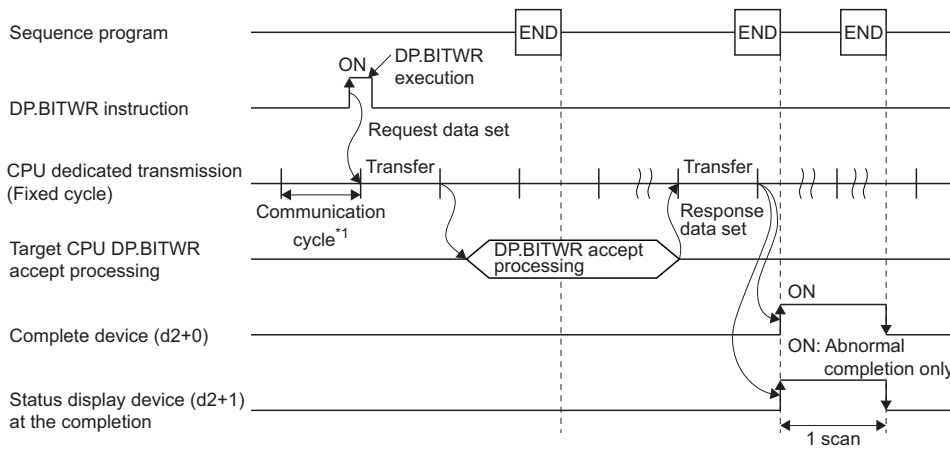 Sequence program
END
END
END
ON
DP.BITWR
execution
DP.BITWR instruction
Request data set
CPU dedicated transmission
(Fixed cycle)
Transfer
Transfer
Communication
cycle*1
Response
data set
Target CPU DP.BITWR
accept processing
DP.BITWR accept
processing
ON
Complete device (d2+0)
ON: Abnormal
completion only
Status display device (d2+1)
at the completion
1 scan